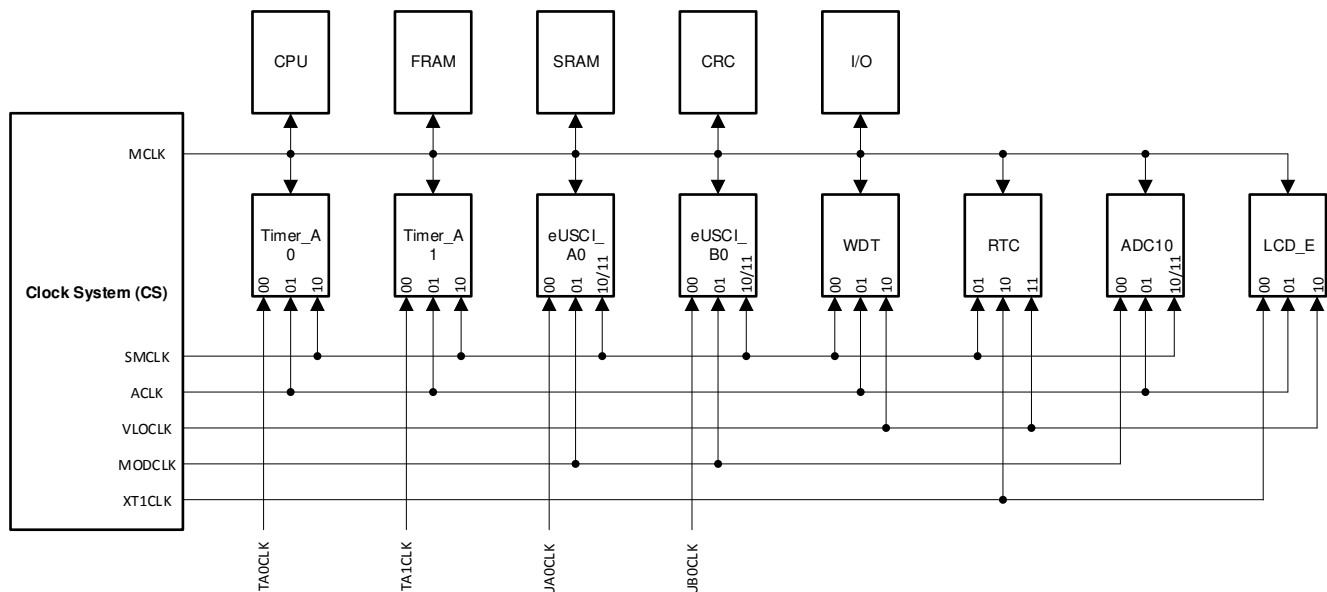 CPU
FRAM
SRAM
CRC
I/O
MCLK
Timer_A
0
00
01
10
Timer_A
1
00
01
10
eUSCI_
A0
00
01
10/11
eUSCI_
B0
00
01
10/11
WDT
00
01
10
RTC
01
10
11
ADC10
00
01
10/11
LCD_E
00
01
10
Clock System (CS)
SMCLK
ACLK
VLOCLK
MODCLK
XT1CLK
TA0CLK
TA1CLK
UA0CLK
UB0CLK